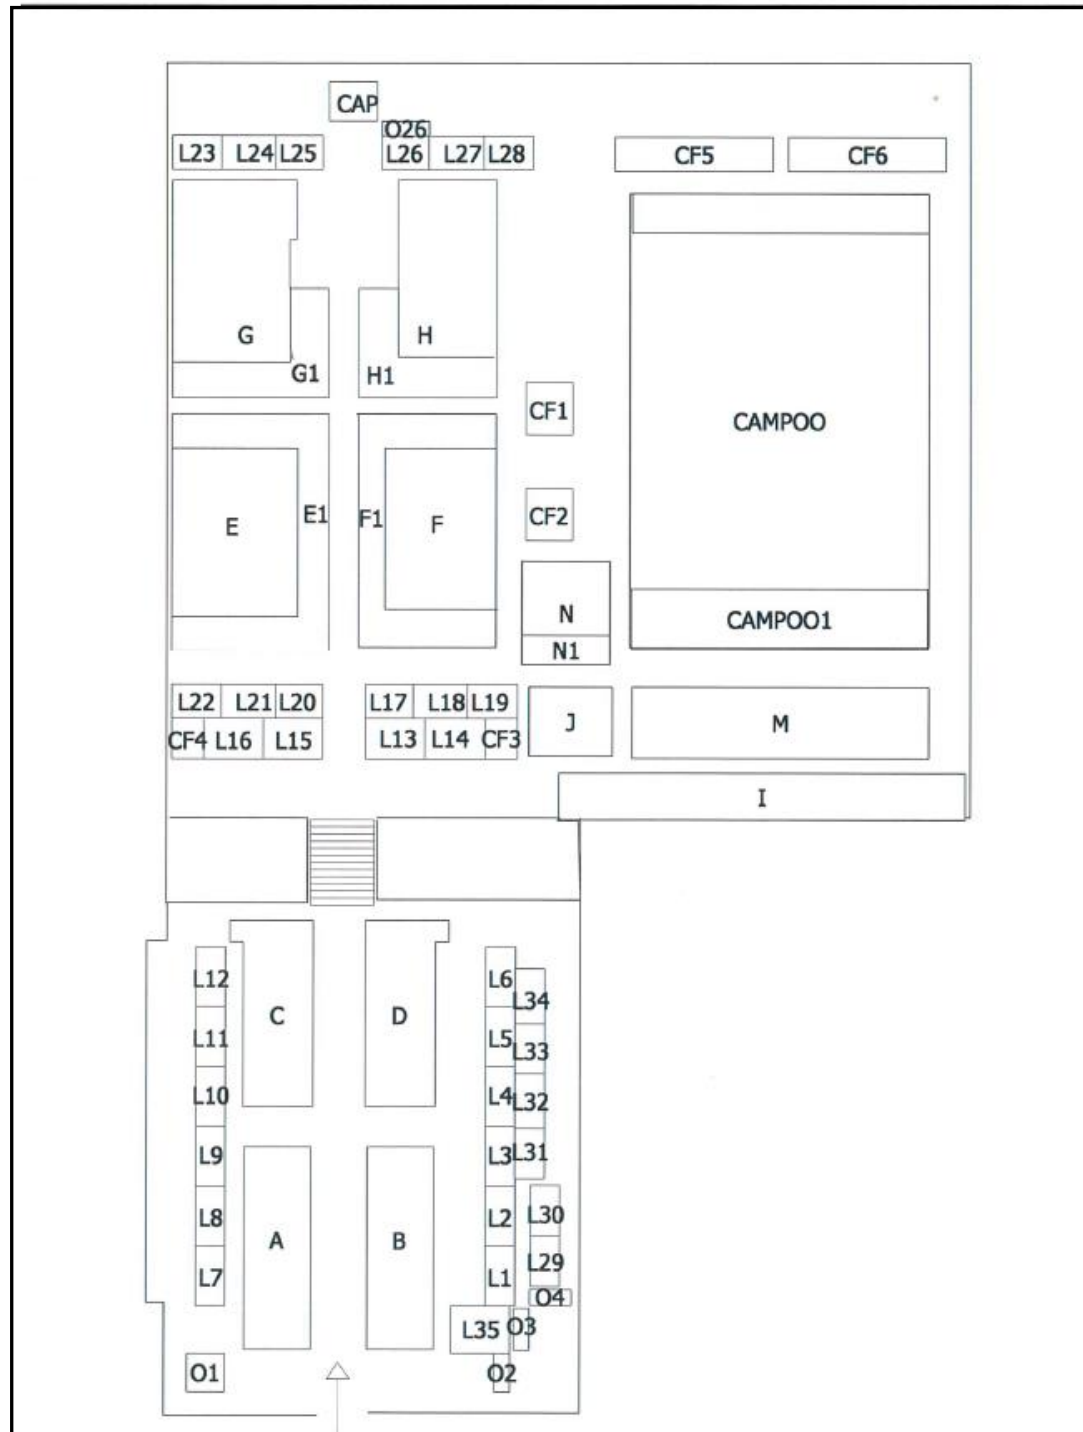 CAP
O26
L23 L24 L25 L26 L27 L28 CF5 CF6
G H
G1 H1
CF1 CAMPOO
E E1 F1 F CF2
N CAMPOO1
N1
L22 L21 L20 L17 L18 L19 J M
CF4 L16 L15 L13 L14 CF3
I
L12 L6
L34
C D
L11 L5
L33
L10 L4 L32
L9 L3 L31
L8 L2 L30
A B
L7 L1 L29
O4
L35 O3
O1 O2